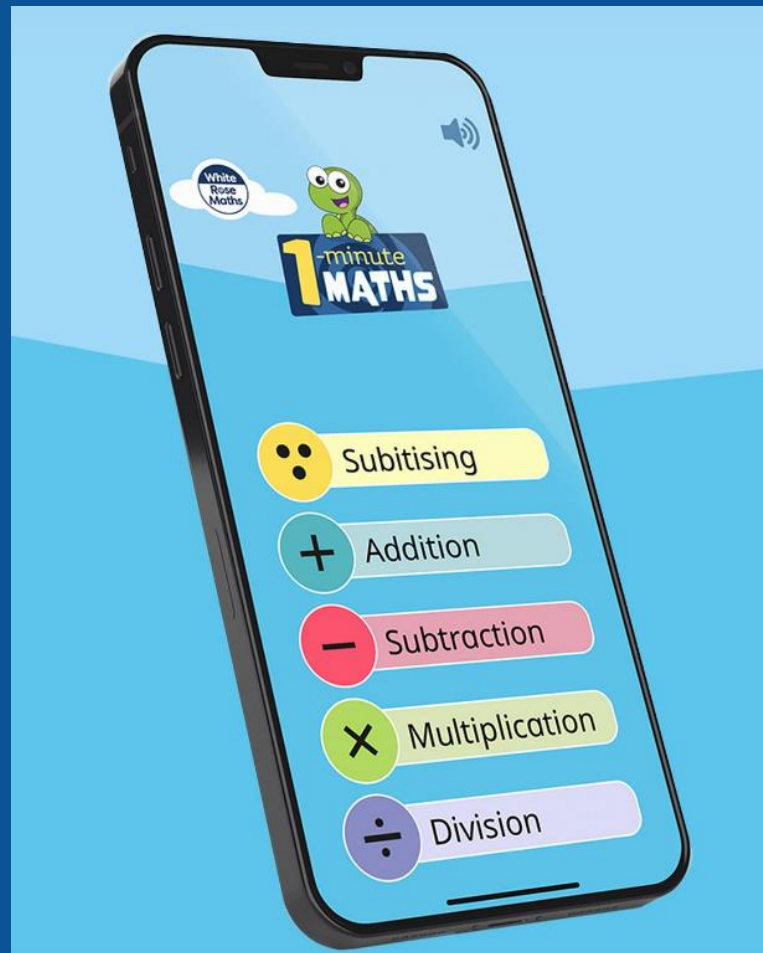 White
Rose
Maths
1-minute
MATHS
Subitising
Addition
Subtraction
Multiplication
Division